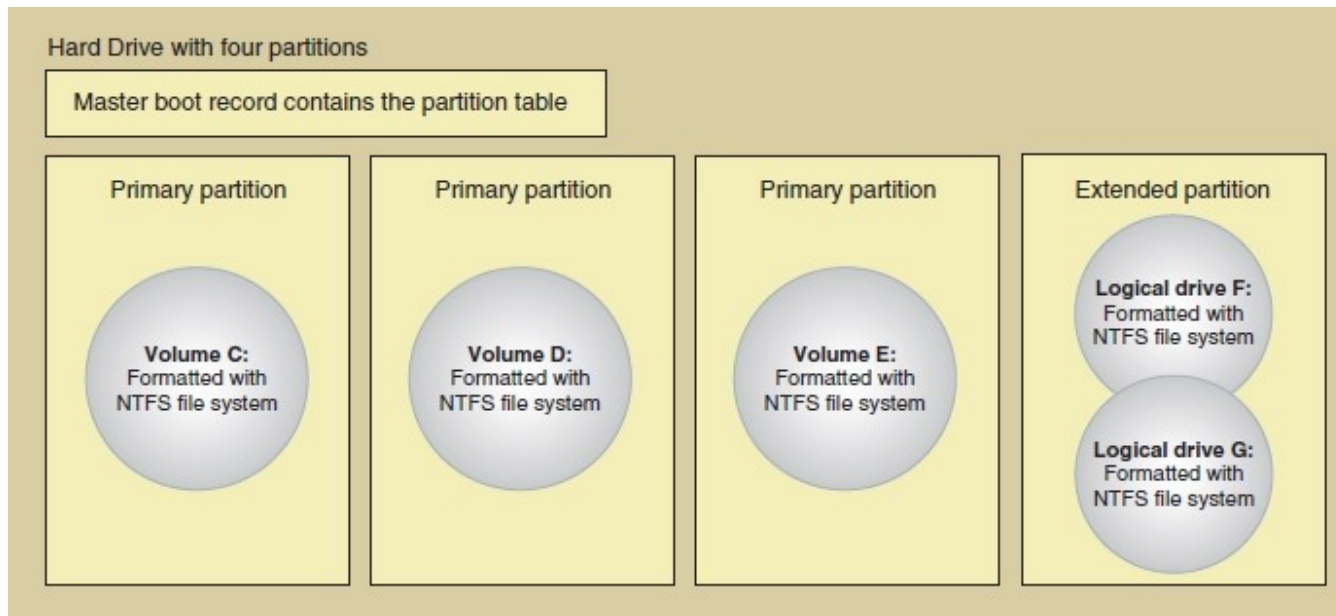 Hard Drive with four partitions
Master boot record contains the partition table
Primary partition
Volume C:
Formatted with
NTFS file system
Primary partition
Volume D:
Formatted with
NTFS file system
Primary partition
Volume E:
Formatted with
NTFS file system
Extended partition
Logical drive F:
Formatted with
NTFS file system
Logical drive G:
Formatted with
NTFS file system